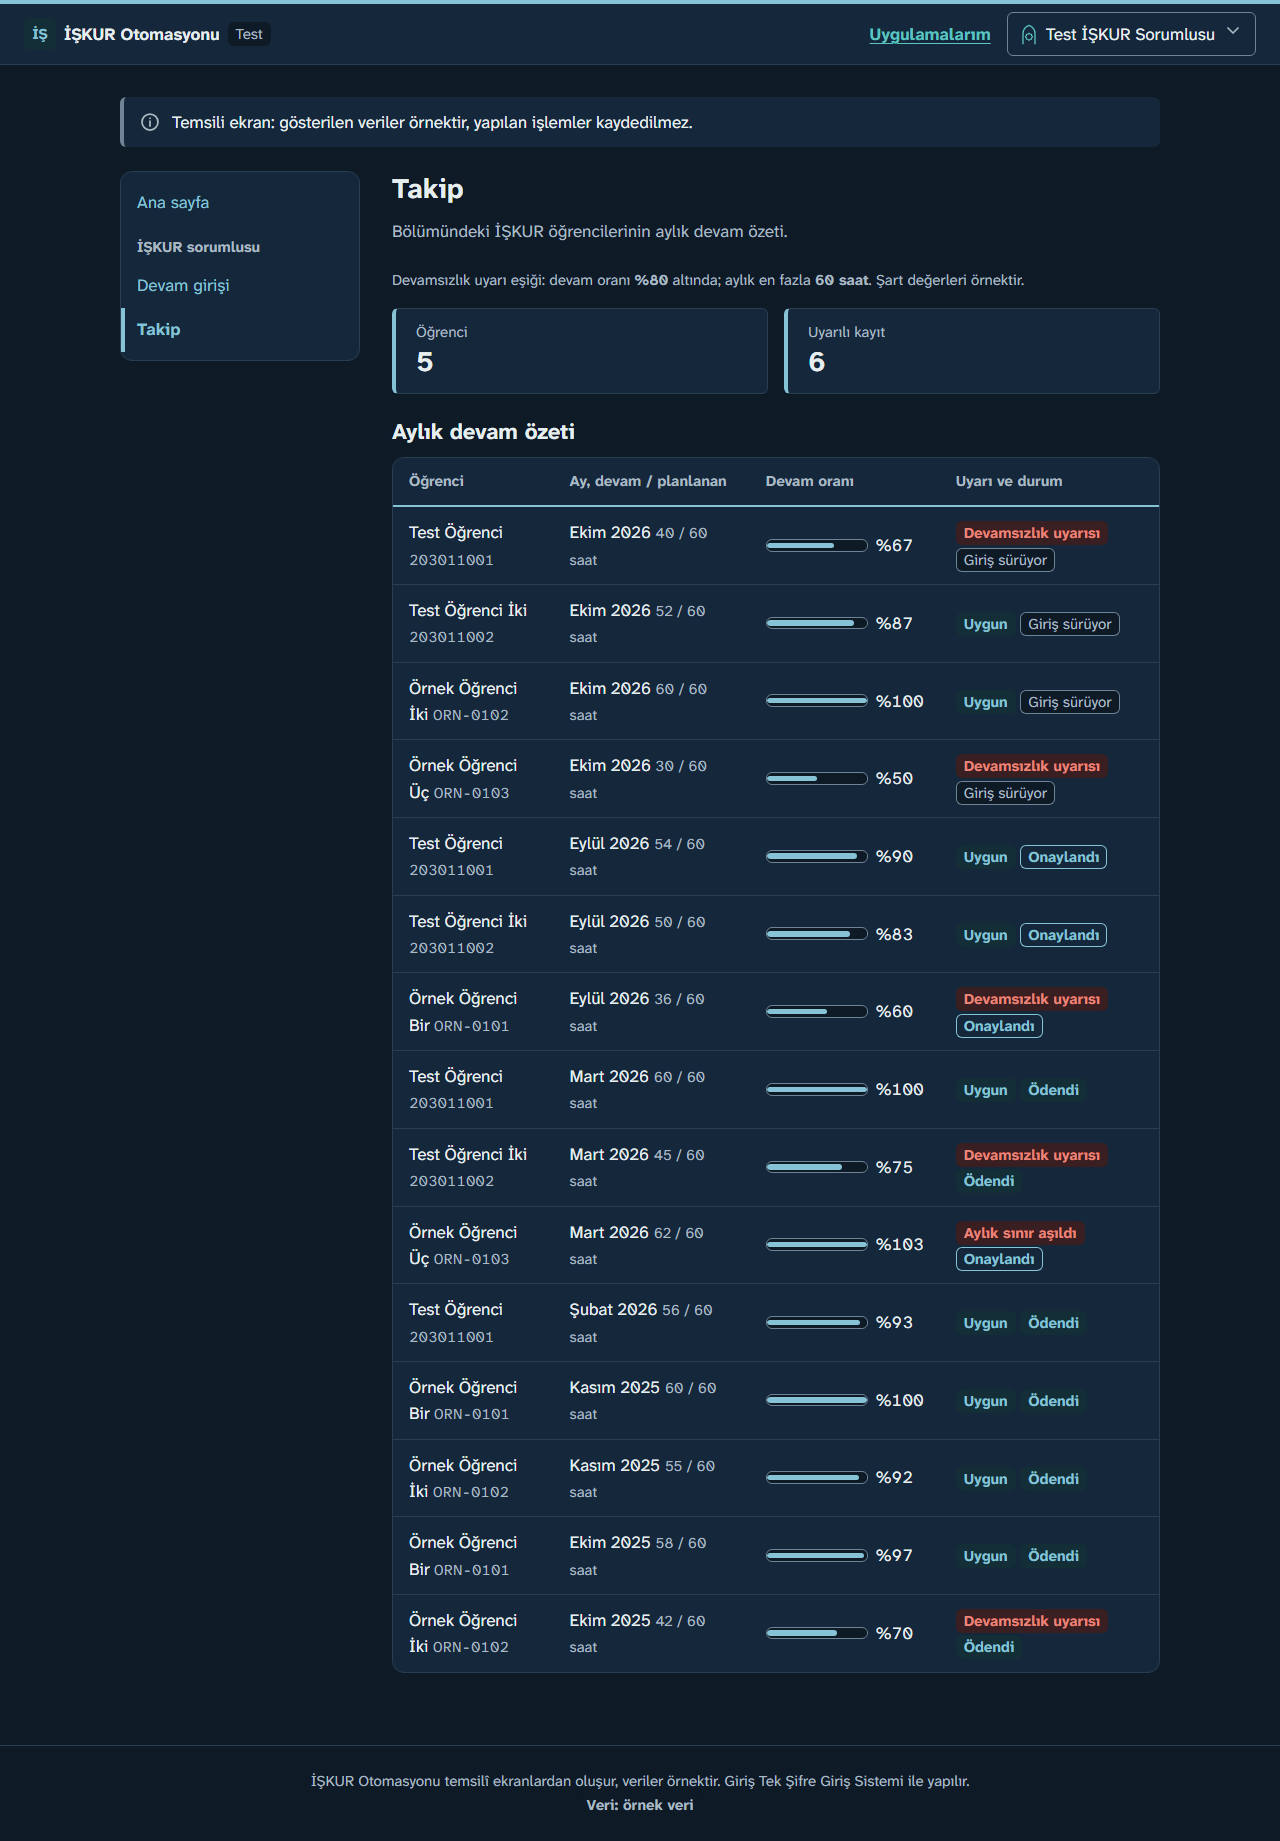 İŞ İŞKUR Otomasyonu Test
Uygulamalarım
Test İŞKUR Sorumlusu
Temsili ekran: gösterilen veriler örnektir, yapılan işlemler kaydedilmez.
Ana sayfa
İŞKUR sorumlusu
Devam girişi
Takip
Takip
Bölümündeki İŞKUR öğrencilerinin aylık devam özeti.
Devamsızlık uyarı eşiği: devam oranı %80 altında; aylık en fazla 60 saat. Şart değerleri örnektir.
Öğrenci
5
Uyarılı kayıt
6
Aylık devam özeti
Öğrenci Ay, devam / planlanan Devam oranı Uyarı ve durum
Test Öğrenci Ekim 2026 40 / 60 %67 Devamsızlık uyarısı
203011001 saat Giriş sürüyor
Test Öğrenci İki Ekim 2026 52 / 60 %87 Uygun Giriş sürüyor
203011002 saat
Örnek Öğrenci Ekim 2026 60 / 60 %100 Uygun Giriş sürüyor
İki ORN-0102 saat
Örnek Öğrenci Ekim 2026 30 / 60 %50 Devamsızlık uyarısı
Üç ORN-0103 saat Giriş sürüyor
Test Öğrenci Eylül 2026 54 / 60 %90 Uygun Onaylandı
203011001 saat
Test Öğrenci İki Eylül 2026 50 / 60 %83 Uygun Onaylandı
203011002 saat
Örnek Öğrenci Eylül 2026 36 / 60 %60 Devamsızlık uyarısı
Bir ORN-0101 saat Onaylandı
Test Öğrenci Mart 2026 60 / 60 %100 Uygun Ödendi
203011001 saat
Test Öğrenci İki Mart 2026 45 / 60 %75 Devamsızlık uyarısı
203011002 saat Ödendi
Örnek Öğrenci Mart 2026 62 / 60 %103 Aylık sınır aşıldı
Üç ORN-0103 saat Onaylandı
Test Öğrenci Şubat 2026 56 / 60 %93 Uygun Ödendi
203011001 saat
Örnek Öğrenci Kasım 2025 60 / 60 %100 Uygun Ödendi
Bir ORN-0101 saat
Örnek Öğrenci Kasım 2025 55 / 60 %92 Uygun Ödendi
İki ORN-0102 saat
Örnek Öğrenci Ekim 2025 58 / 60 %97 Uygun Ödendi
Bir ORN-0101 saat
Örnek Öğrenci Ekim 2025 42 / 60 %70 Devamsızlık uyarısı
İki ORN-0102 saat Ödendi
İŞKUR Otomasyonu temsilî ekranlardan oluşur, veriler örnektir. Giriş Tek Şifre Giriş Sistemi ile yapılır.
Veri: örnek veri